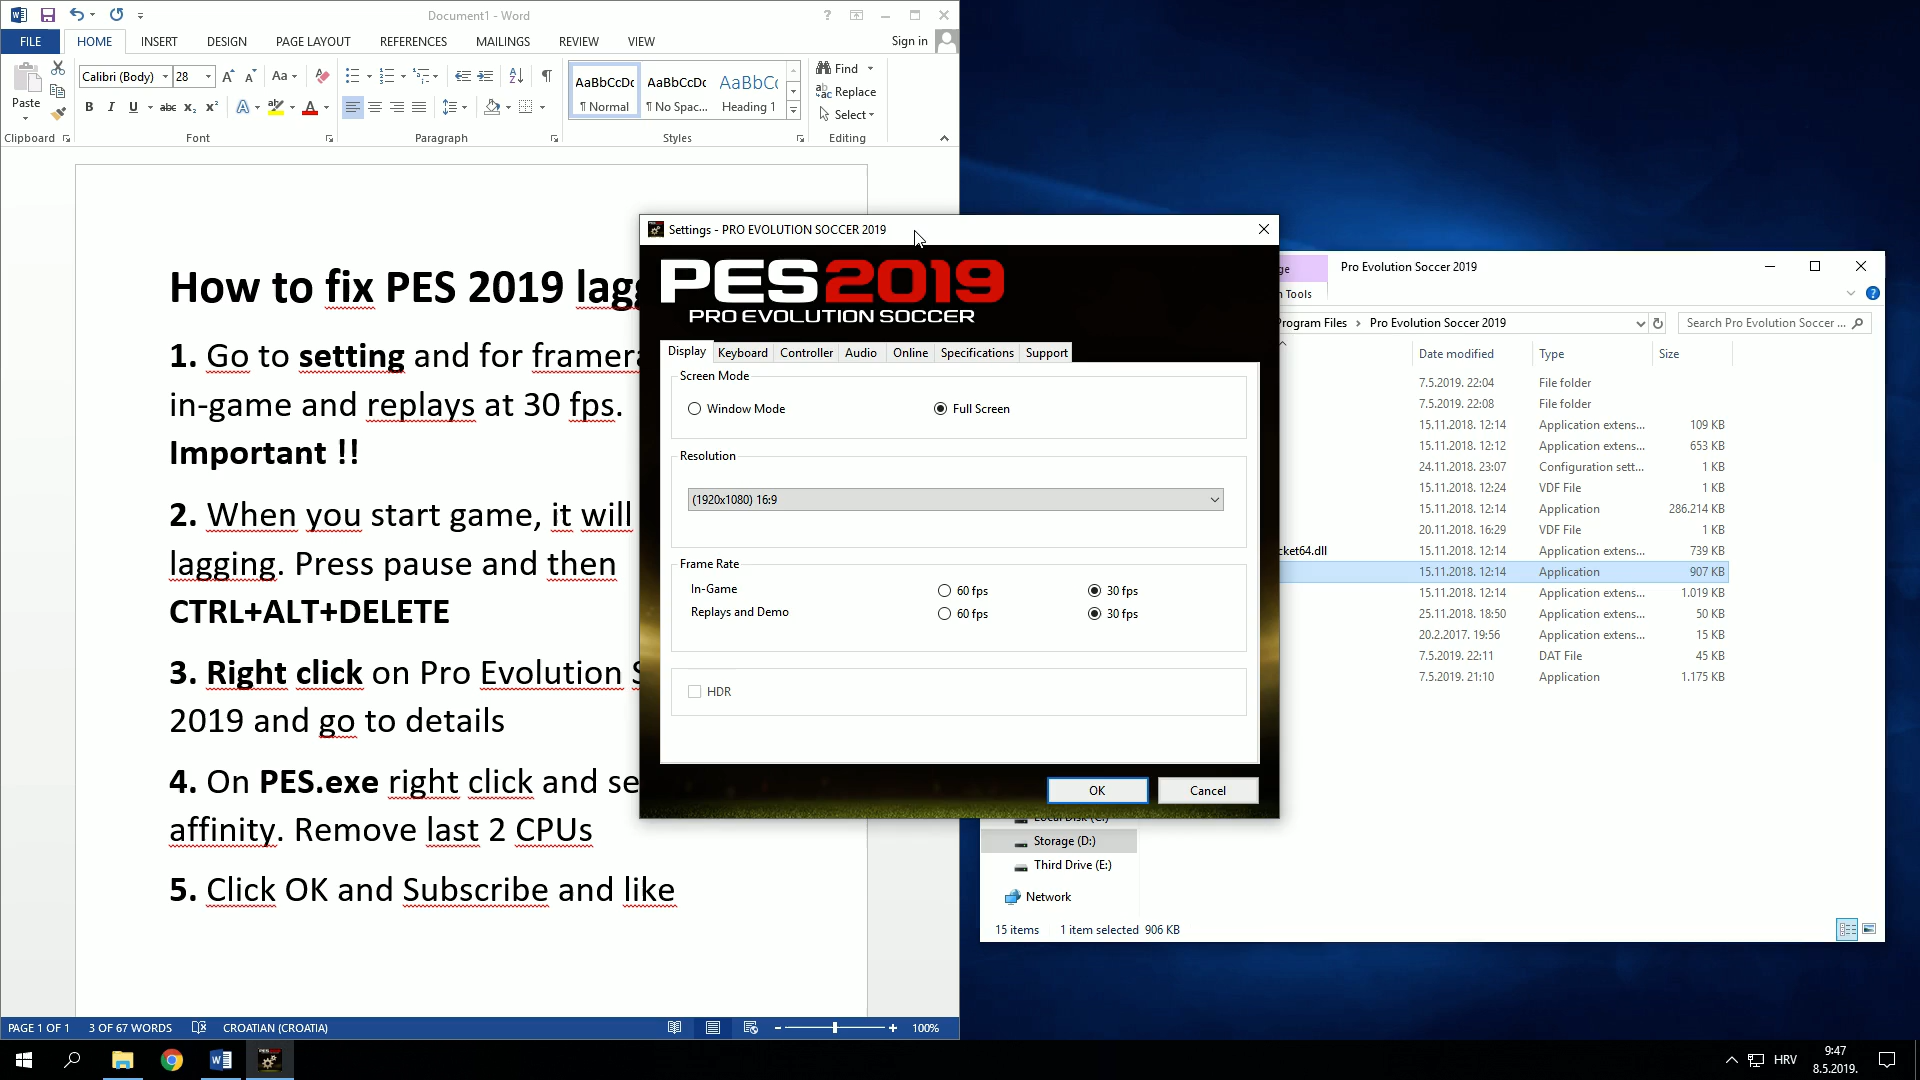 Document1 - Word
FILE HOME INSERT DESIGN PAGE LAYOUT REFERENCES MAILINGS REVIEW VIEW Sign in
Paste
Calibri (Body) 28
AaBbCcDc AaBbCcDc AaBbCc
¶ Normal ¶ No Spac... Heading 1
Find
Replace
Select
Clipboard Font Paragraph Styles Editing
How to fix PES 2019 lagg
1. Go to setting and for framera
in-game and replays at 30 fps.
Important !!
2. When you start game, it will
lagging. Press pause and then
CTRL+ALT+DELETE
3. Right click on Pro Evolution S
2019 and go to details
4. On PES.exe right click and se
affinity. Remove last 2 CPUs
5. Click OK and Subscribe and like
PAGE 1 OF 1 3 OF 67 WORDS CROATIAN (CROATIA) 100%
Settings - PRO EVOLUTION SOCCER 2019
PES2019
PRO EVOLUTION SOCCER
Display Keyboard Controller Audio Online Specifications Support
Screen Mode
Window Mode Full Screen
Resolution
(1920x1080) 16:9
Frame Rate
In-Game 60 fps 30 fps
Replays and Demo 60 fps 30 fps
HDR
OK Cancel
Pro Evolution Soccer 2019
Tools
Program Files › Pro Evolution Soccer 2019 Search Pro Evolution Soccer ...
Date modified Type Size
7.5.2019. 22:04 File folder
7.5.2019. 22:08 File folder
15.11.2018. 12:14 Application extens... 109 KB
15.11.2018. 12:12 Application extens... 653 KB
24.11.2018. 23:07 Configuration sett... 1 KB
15.11.2018. 12:24 VDF File 1 KB
15.11.2018. 12:14 Application 286.214 KB
20.11.2018. 16:29 VDF File 1 KB
cket64.dll 15.11.2018. 12:14 Application extens... 739 KB
15.11.2018. 12:14 Application 907 KB
15.11.2018. 12:14 Application extens... 1.019 KB
25.11.2018. 18:50 Application extens... 50 KB
20.2.2017. 19:56 Application extens... 15 KB
7.5.2019. 22:11 DAT File 45 KB
7.5.2019. 21:10 Application 1.175 KB
Local Disk (C:)
Storage (D:)
Third Drive (E:)
Network
15 items 1 item selected 906 KB
HRV
9:47
8.5.2019.